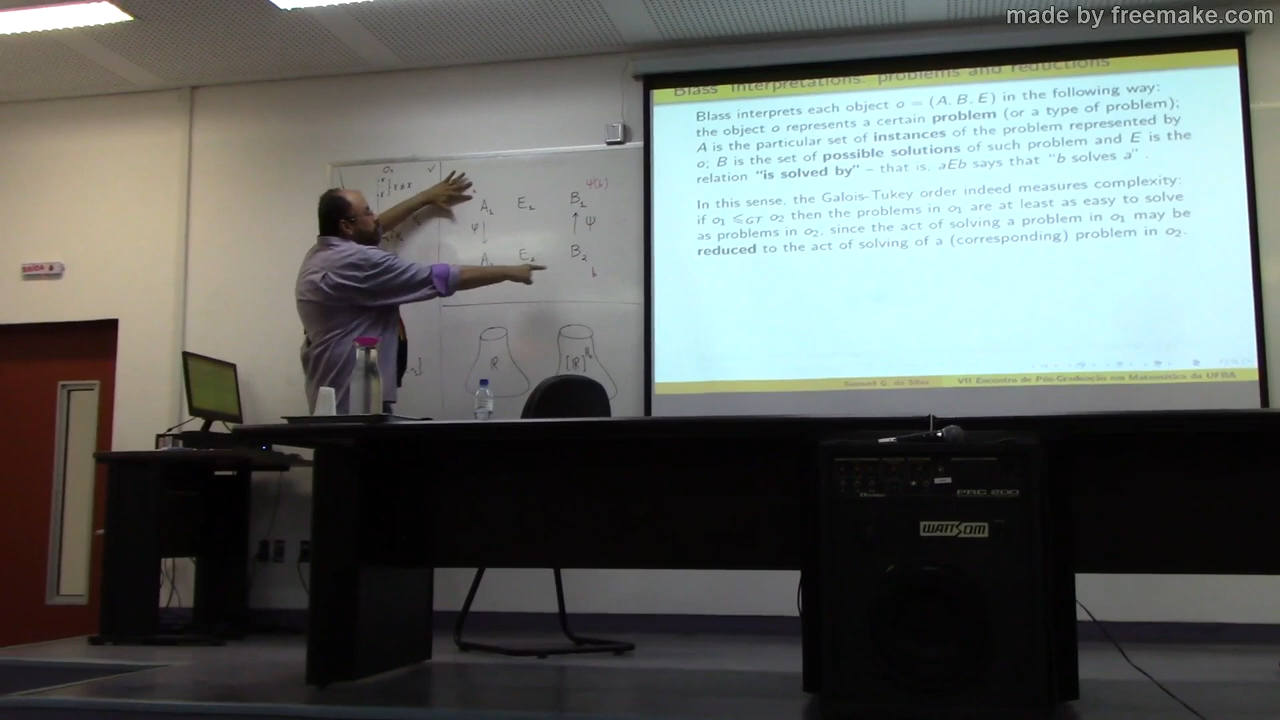 made by freemake.com
Blass Interpretations: problems and reductions
Blass interprets each object o = (A, B, E) in the following way:
the object o represents a certain problem (or a type of problem);
A is the particular set of instances of the problem represented by
o; B is the set of possible solutions of such problem and E is the
relation "is solved by" – that is, aEb says that "b solves a".
In this sense, the Galois-Tukey order indeed measures complexity:
if o₁ ⩽GT o₂ then the problems in o₁ are at least as easy to solve
as problems in o₂, since the act of solving a problem in o₁ may be
reduced to the act of solving of a (corresponding) problem in o₂.
Samuel G. da Silva VII Encontro de Pós-Graduação em Matemática da UFBA
ψ(b)
A₁ E₁ B₁
φ ↓ ↑ ψ
A₂ E₂ B₂
b
ℝ
SAÍDA
PRC 200
WATTSOM